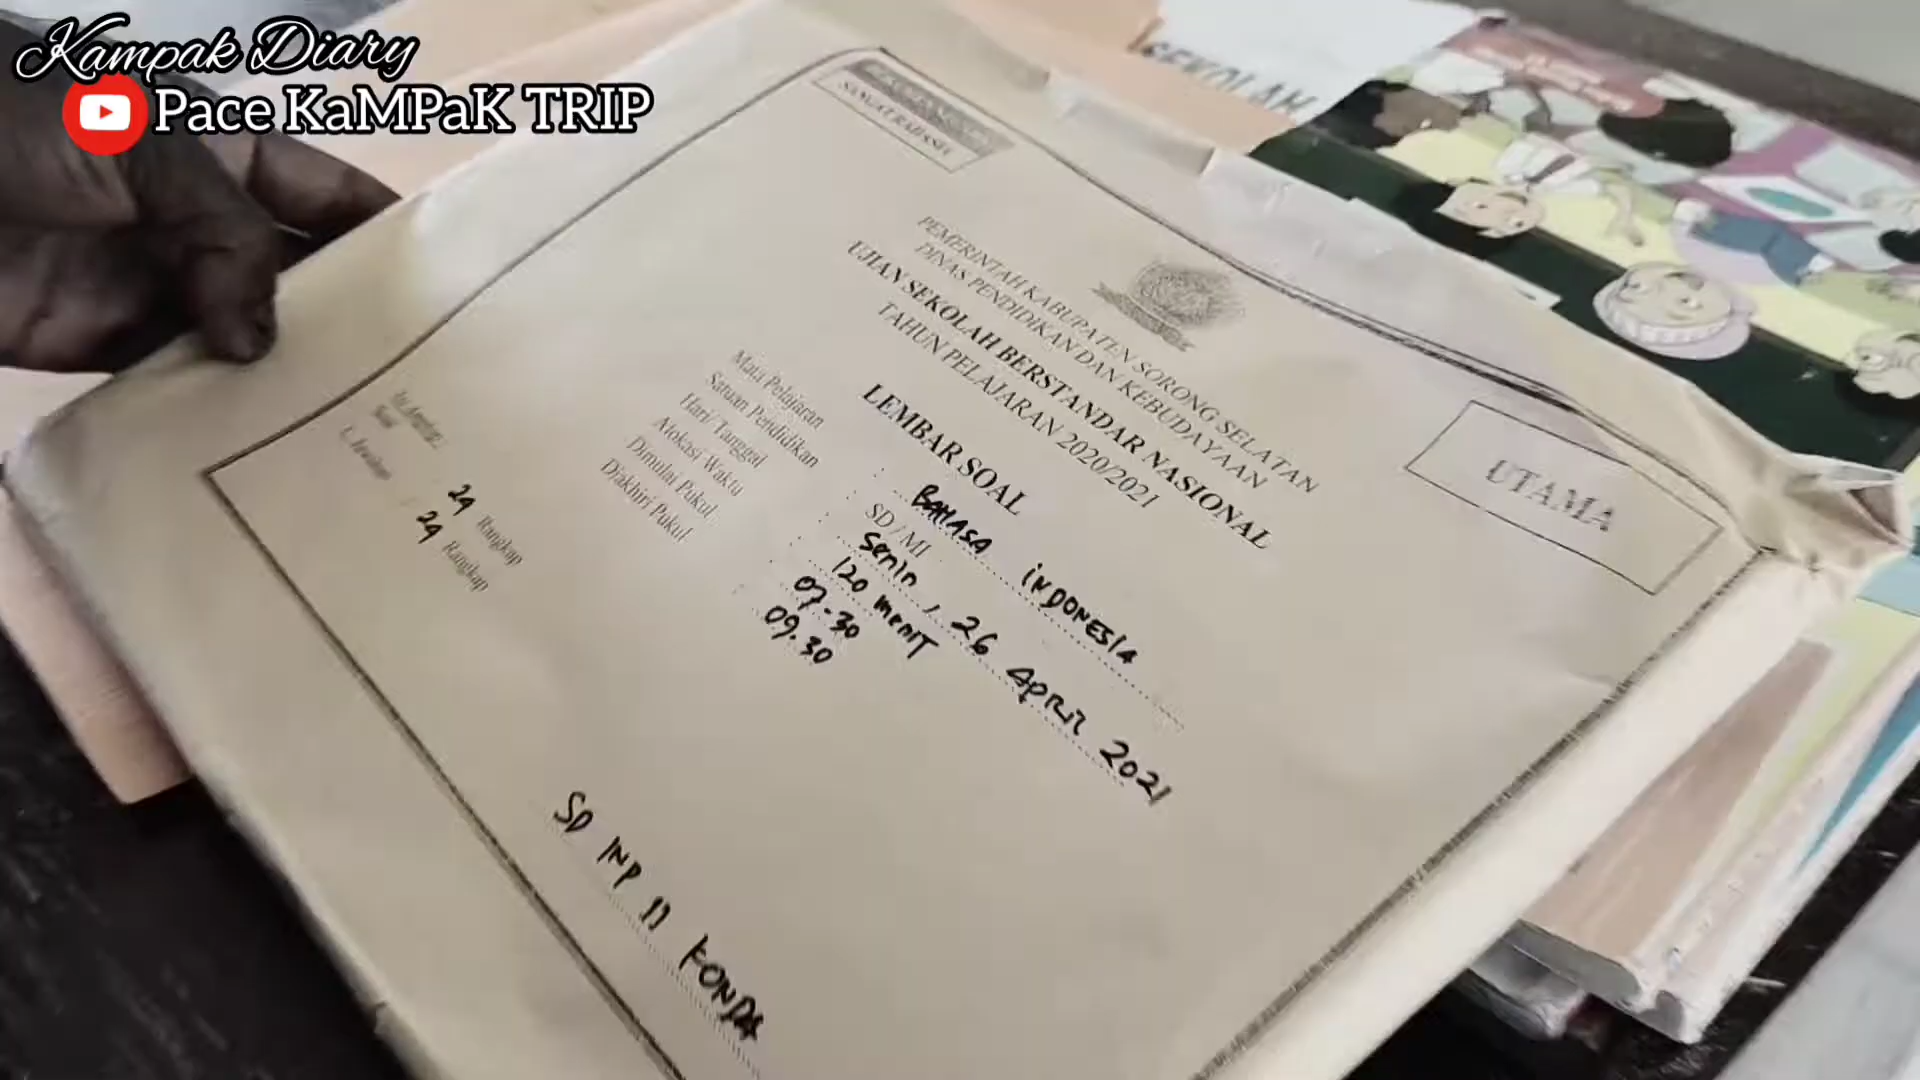 Kampak Diary
Pace KaMPaK TRIP
SEKOLAH
SANGAT RAHASIA
PEMERINTAH KABUPATEN SORONG SELATAN
DINAS PENDIDIKAN DAN KEBUDAYAAN
UJIAN SEKOLAH BERSTANDAR NASIONAL
TAHUN PELAJARAN 2020/2021
UTAMA
LEMBAR SOAL
Mata Pelajaran : BAHASA INDONESIA
Satuan Pendidikan : SD / MI
Hari/Tanggal : Senin, 26 APRIL 2021
Alokasi Waktu : 120 menIT
Dimulai Pukul : 07.30
Diakhiri Pukul : 09.30
Soal : 24 Rangkap
: 24 Rangkap
SD INP 11 KONDA